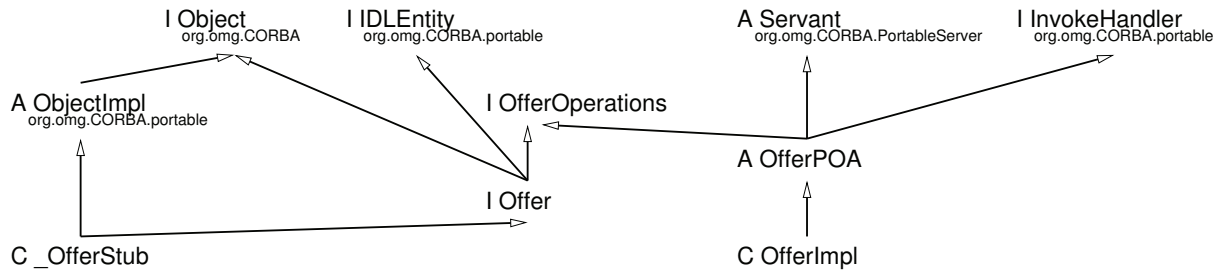 I Object
org.omg.CORBA
I IDLEntity
org.omg.CORBA.portable
A Servant
org.omg.CORBA.PortableServer
I InvokeHandler
org.omg.CORBA.portable
A ObjectImpl
org.omg.CORBA.portable
I OfferOperations
A OfferPOA
I Offer
C _OfferStub
C OfferImpl